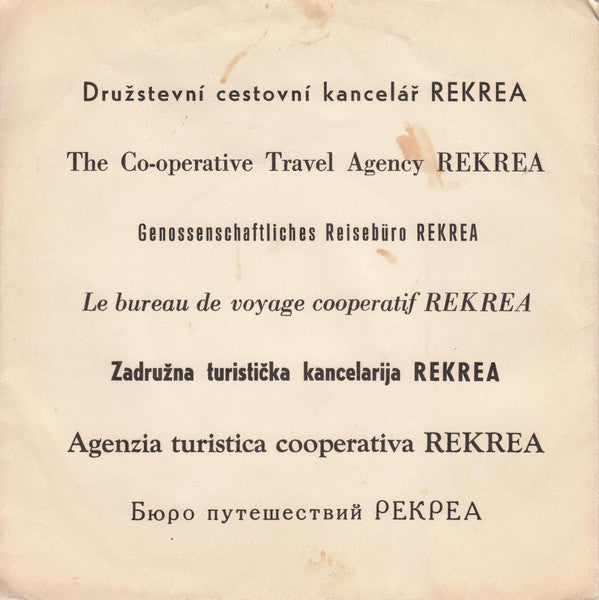 Družstevní cestovní kancelář REKREA
The Co-operative Travel Agency REKREA
Genossenschaftliches Reisebüro REKREA
Le bureau de voyage cooperatif REKREA
Zadružna turistička kancelarija REKREA
Agenzia turistica cooperativa REKREA
Бюро путешествий РЕКРЕА